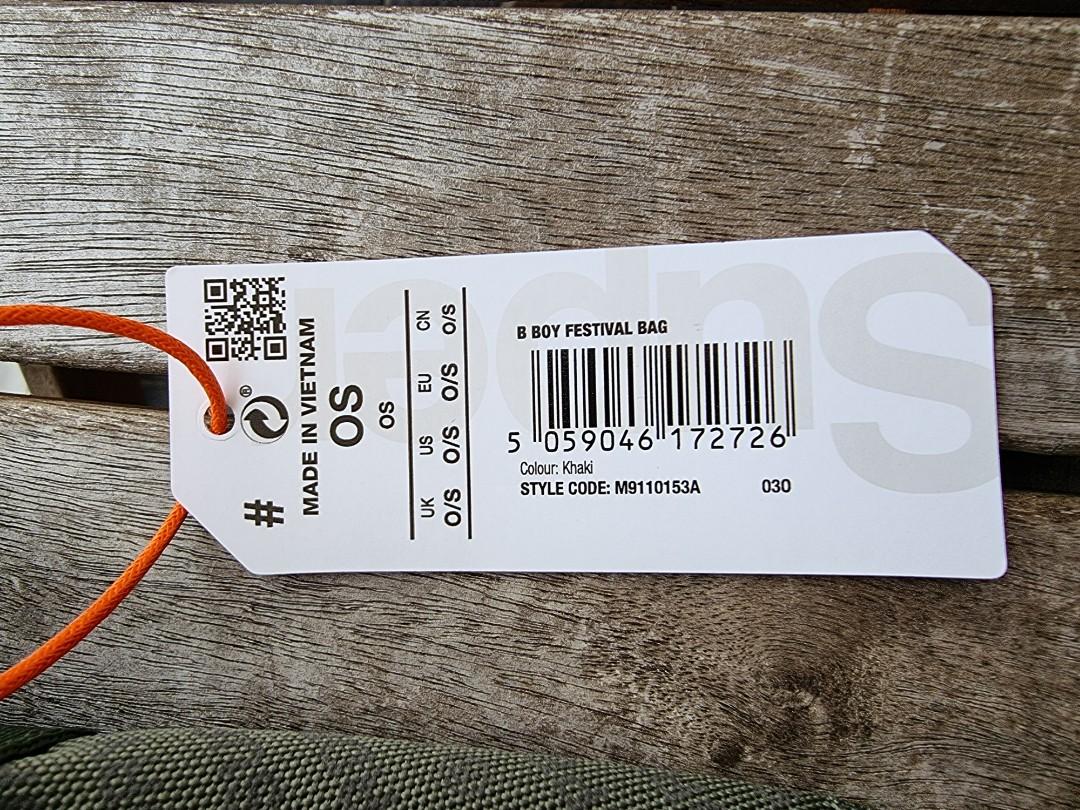 #
®
MADE IN VIETNAM
OS
OS
UK US EU CN
O/S O/S O/S O/S
B BOY FESTIVAL BAG
5 059046 172726
Colour: Khaki
STYLE CODE: M9110153A 030